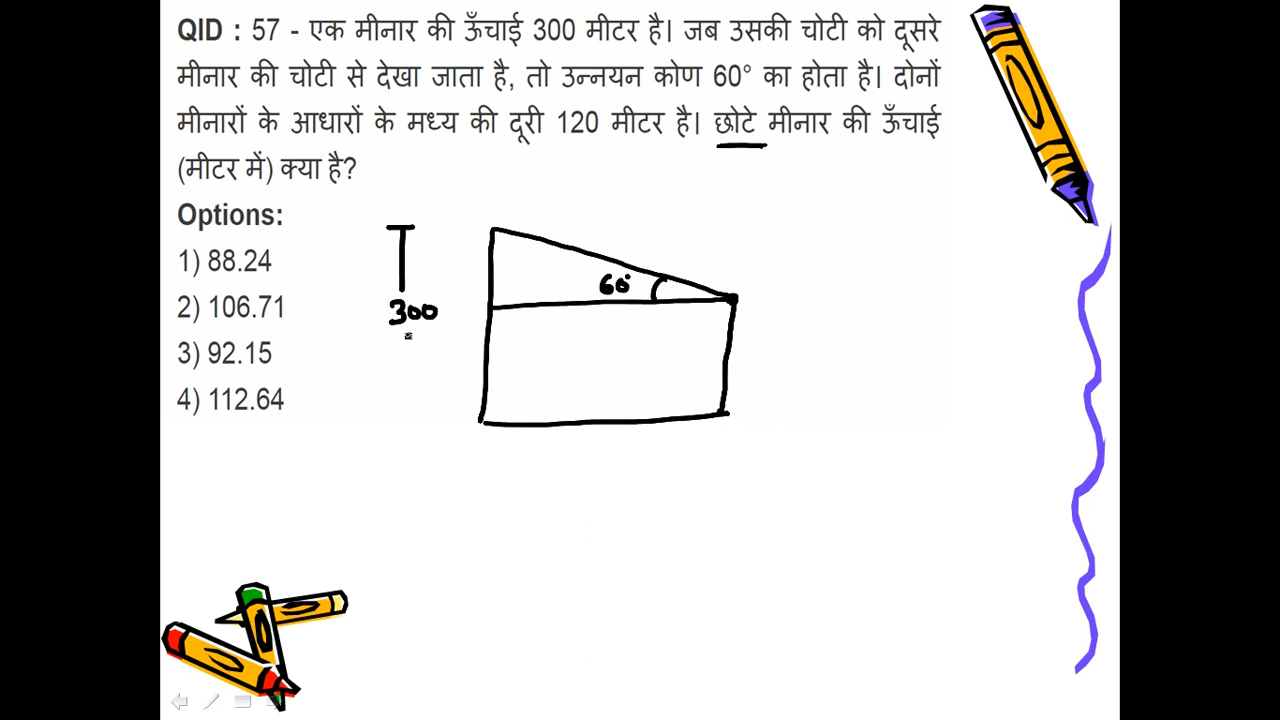 QID : 57 - एक मीनार की ऊँचाई 300 मीटर है। जब उसकी चोटी को दूसरे
मीनार की चोटी से देखा जाता है, तो उन्नयन कोण 60° का होता है। दोनों
मीनारों के आधारों के मध्य की दूरी 120 मीटर है। छोटे मीनार की ऊँचाई
(मीटर में) क्या है?
Options:
1) 88.24
2) 106.71
3) 92.15
4) 112.64
60°
300